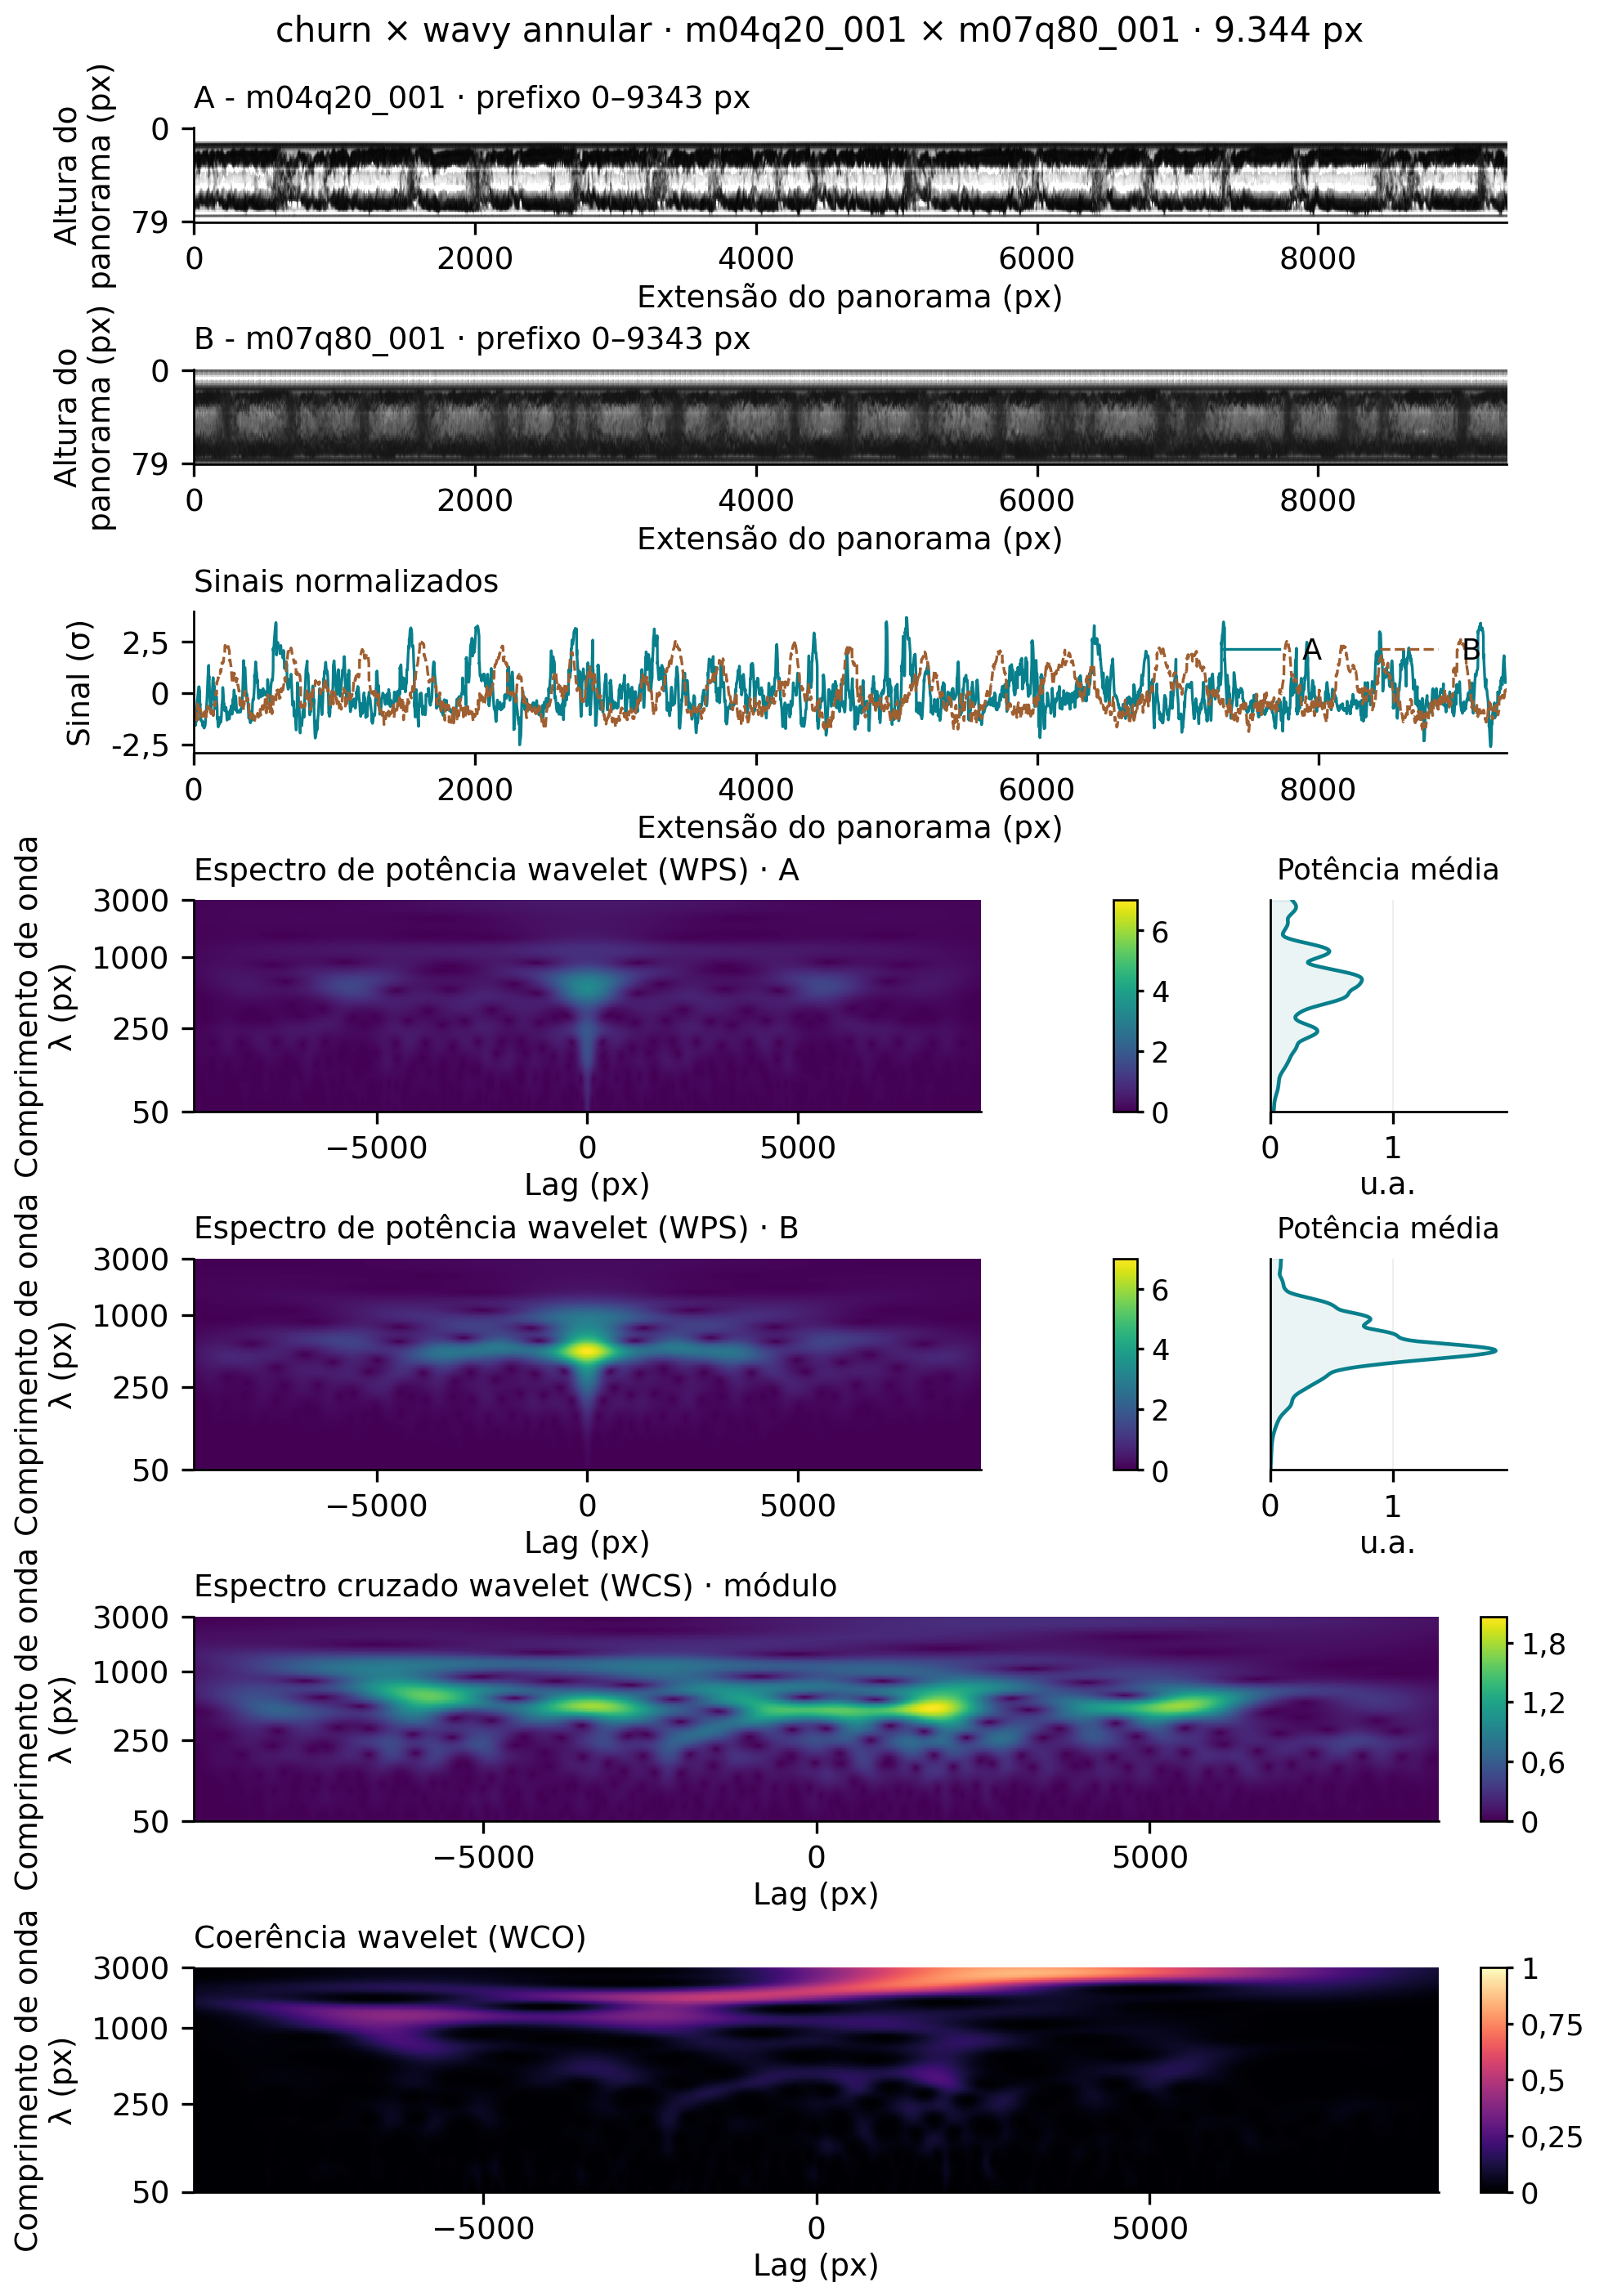 churn × wavy annular · m04q20_001 × m07q80_001 · 9.344 px
A - m04q20_001 · prefixo 0–9343 px
Altura do
panorama (px)
0
79
0 2000 4000 6000 8000
Extensão do panorama (px)
B - m07q80_001 · prefixo 0–9343 px
Altura do
panorama (px)
0
79
0 2000 4000 6000 8000
Extensão do panorama (px)
Sinais normalizados
Sinal (σ)
2,5
0
-2,5
A B
0 2000 4000 6000 8000
Extensão do panorama (px)
Espectro de potência wavelet (WPS) · A
Comprimento de onda
λ (px)
3000
1000
250
50
−5000 0 5000
Lag (px)
6
4
2
0
Potência média
0 1
u.a.
Espectro de potência wavelet (WPS) · B
Comprimento de onda
λ (px)
3000
1000
250
50
−5000 0 5000
Lag (px)
6
4
2
0
Potência média
0 1
u.a.
Espectro cruzado wavelet (WCS) · módulo
Comprimento de onda
λ (px)
3000
1000
250
50
−5000 0 5000
Lag (px)
1,8
1,2
0,6
0
Coerência wavelet (WCO)
Comprimento de onda
λ (px)
3000
1000
250
50
−5000 0 5000
Lag (px)
1
0,75
0,5
0,25
0